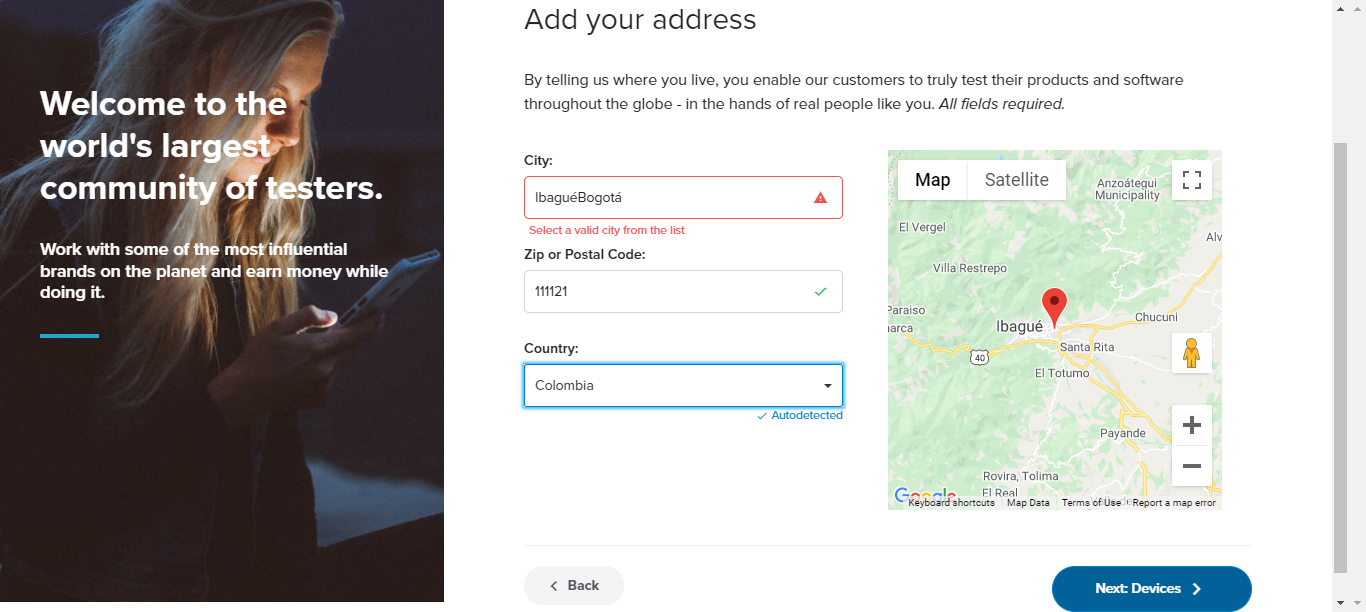 Welcome to the
world's largest
community of testers.
Work with some of the most influential
brands on the planet and earn money while
doing it.
Add your address
By telling us where you live, you enable our customers to truly test their products and software
throughout the globe - in the hands of real people like you. All fields required.
City:
IbaguéBogotá
Select a valid city from the list
Zip or Postal Code:
111121
Country:
Colombia
Autodetected
Map
Satellite
Anzoátegui
Municipality
El Vergel
Alv
Villa Restrepo
Paraiso
arca
Ibagué
Chucuni
Santa Rita
40
El Totumo
Payande
Rovira, Tolima
El Real
Google
Keyboard shortcuts
Map Data
Terms of Use
Report a map error
Back
Next: Devices